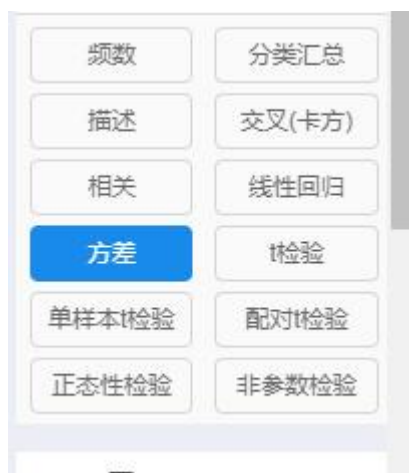 频数 分类汇总
描述 交叉(卡方)
相关 线性回归
方差 t检验
单样本t检验 配对t检验
正态性检验 非参数检验